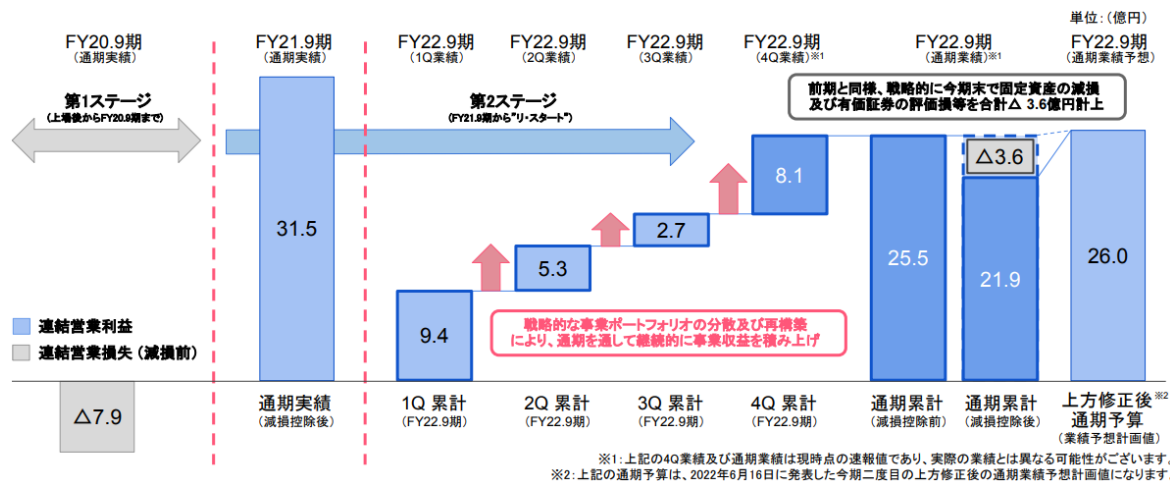 単位：(億円)
FY20.9期
(通期実績)
FY21.9期
(通期実績)
FY22.9期
(1Q業績)
FY22.9期
(2Q業績)
FY22.9期
(3Q業績)
FY22.9期
(4Q業績)※1
FY22.9期
(通期業績)※1
FY22.9期
(通期業績予想)
第1ステージ
(上場後からFY20.9期まで)
第2ステージ
(FY21.9期から"リ・スタート")
前期と同様、戦略的に今期末で固定資産の減損
及び有価証券の評価損等を合計△ 3.6億円計上
31.5
9.4
5.3
2.7
8.1
25.5
△3.6
21.9
26.0
戦略的な事業ポートフォリオの分散及び再構築
により、通期を通して継続的に事業収益を積み上げ
連結営業利益
連結営業損失 (減損前)
△7.9
通期実績
(減損控除後)
1Q 累計
(FY22.9期)
2Q 累計
(FY22.9期)
3Q 累計
(FY22.9期)
4Q 累計
(FY22.9期)
通期累計
(減損控除前)
通期累計
(減損控除後)
上方修正後※2
通期予算
(業績予想計画値)
※1：上記の4Q業績及び通期業績は現時点の速報値であり、実際の業績とは異なる可能性がございます。
※2：上記の通期予算は、2022年6月16日に発表した今期二度目の上方修正後の通期業績予想計画値になります。